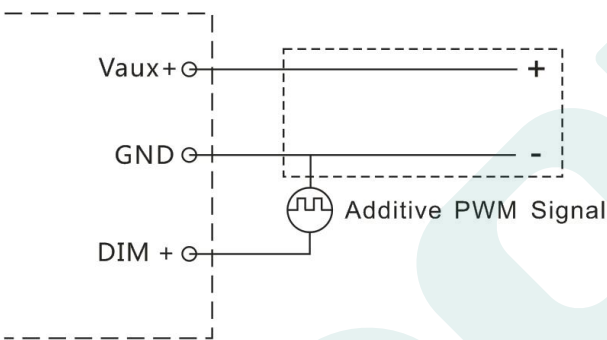 Vaux+
+
GND
-
Additive PWM Signal
DIM +